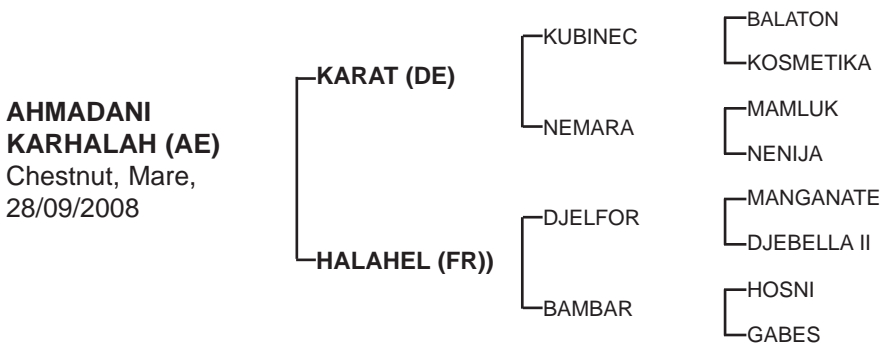 AHMADANI
KARHALAH (AE)
Chestnut, Mare,
28/09/2008
KARAT (DE)
HALAHEL (FR))
KUBINEC
NEMARA
DJELFOR
BAMBAR
BALATON
KOSMETIKA
MAMLUK
NENIJA
MANGANATE
DJEBELLA II
HOSNI
GABES